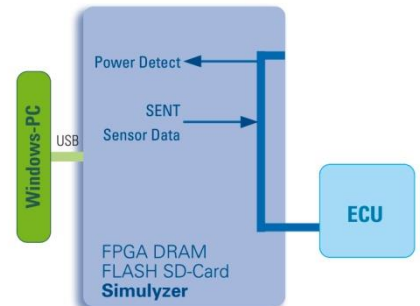 Power Detect
SENT
Sensor Data
Windows-PC
USB
ECU
FPGA DRAM
FLASH SD-Card
Simulyzer